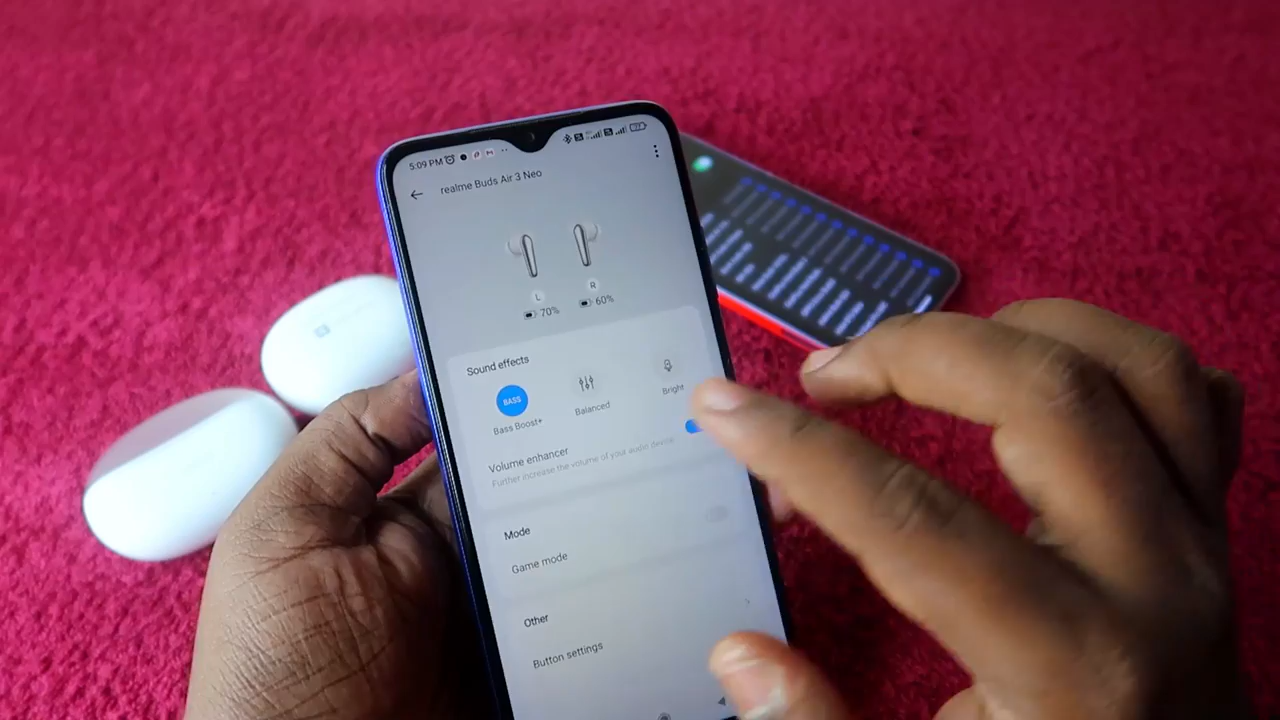 5:09 PM
realme Buds Air 3 Neo
L
R
70%
60%
Sound effects
BASS
Bass Boost+
Balanced
Bright
Volume enhancer
Further increase the volume of your audio device
Mode
Game mode
Other
Button settings